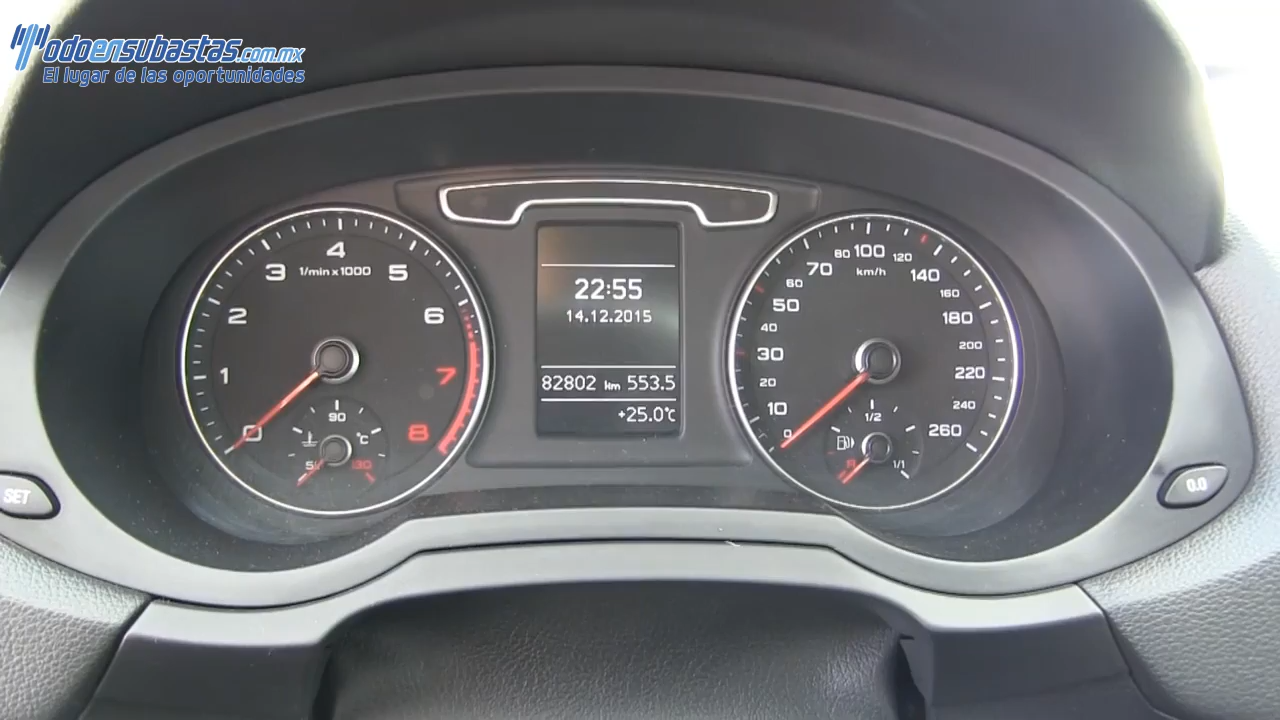 Todoensubastas.com.mx
El lugar de las oportunidades
0 1 2 3 4 5 6 7 8
1/min x 1000
50 90 130
°C
22:55
14.12.2015
82802 km 553.5
+25.0°C
0 10 20 30 40 50 60 70 80 100 120 140 160 180 200 220 240 260
km/h
R 1/2 1/1
SET
0.0